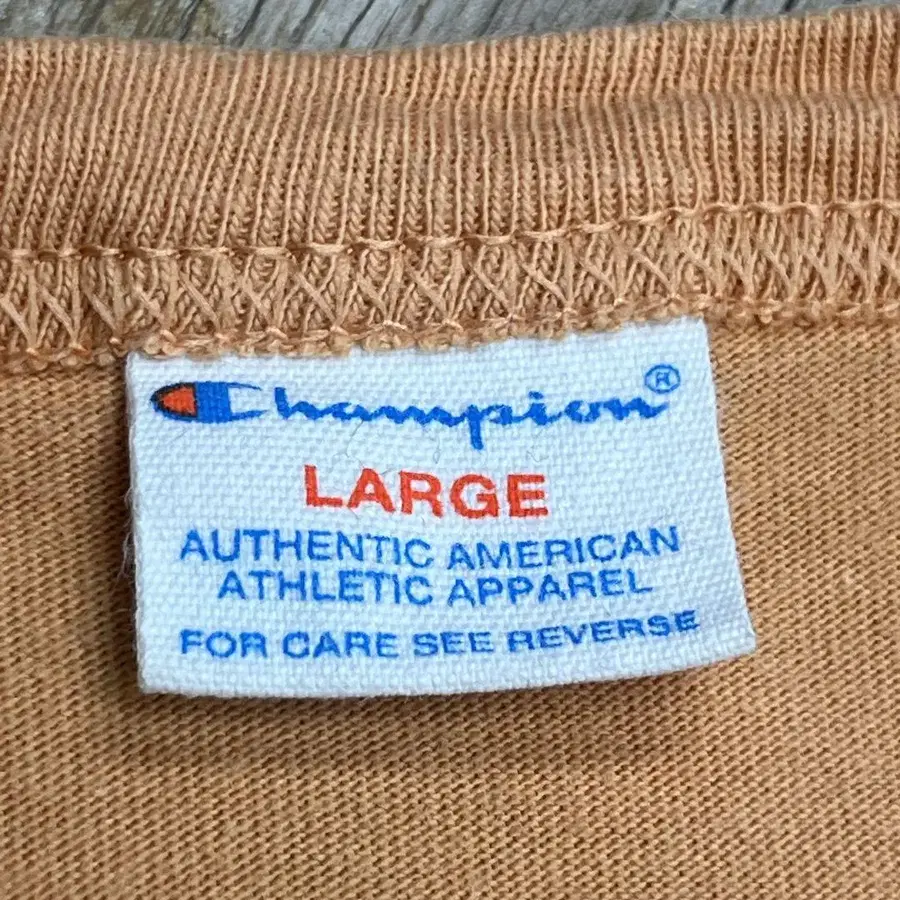 Champion®
LARGE
AUTHENTIC AMERICAN
ATHLETIC APPAREL
FOR CARE SEE REVERSE